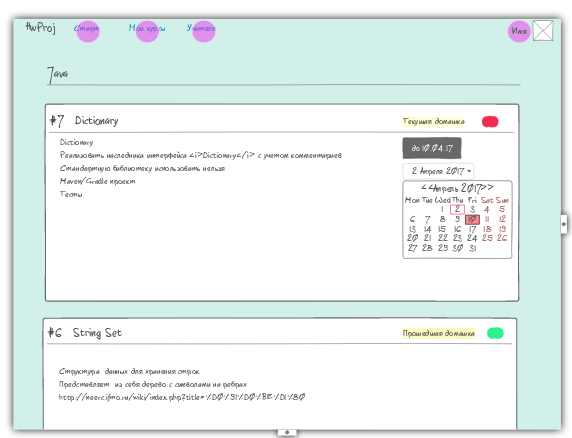 HwProj Старт Мои курсы Учителя Имя
Java
#7 Dictionary Текущая домашка
Dictionary
Реализовать наследника интерфейса <i>Dictionary</i> с учетом комментариев
Стандартную библиотеку использовать нельзя
Maven/Gradle проект
Тесты
до 10.04.17
2 Апреля 2017
<<Апрель 2017>>
Mon Tue Wed Thu Fri Sat Sun
1 2 3 4 5
6 7 8 9 10 11 12
13 14 15 16 17 18 19
20 21 22 23 24 25 26
27 28 29 30 31
#6 String Set Прошедшая домашка
Структура данных для хранения строк
Представляет из себя дерево с символами на ребрах
http://neerc.ifmo.ru/wiki/index.php?title=%D0%91%D0%BE%D1%80